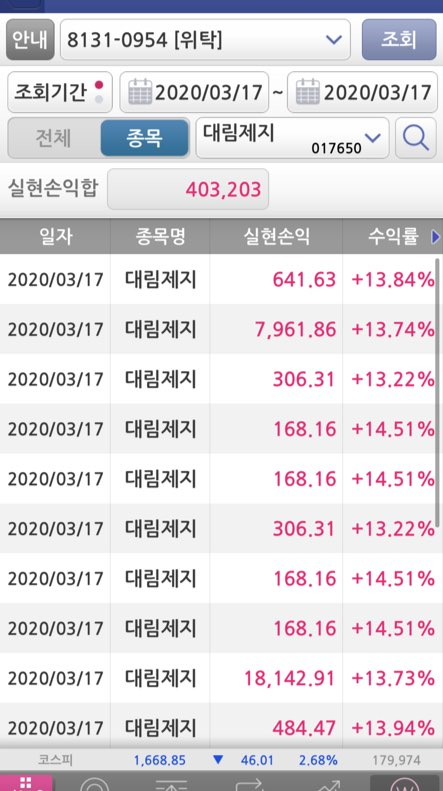 안내 8131-0954 [위탁] 조회
조회기간 2020/03/17 ~ 2020/03/17
전체 종목 대림제지 017650
실현손익합 403,203
일자 종목명 실현손익 수익률
2020/03/17 대림제지 641.63 +13.84%
2020/03/17 대림제지 7,961.86 +13.74%
2020/03/17 대림제지 306.31 +13.22%
2020/03/17 대림제지 168.16 +14.51%
2020/03/17 대림제지 168.16 +14.51%
2020/03/17 대림제지 306.31 +13.22%
2020/03/17 대림제지 168.16 +14.51%
2020/03/17 대림제지 168.16 +14.51%
2020/03/17 대림제지 18,142.91 +13.73%
2020/03/17 대림제지 484.47 +13.94%
코스피 1,668.85 ▼ 46.01 2.68% 179,974